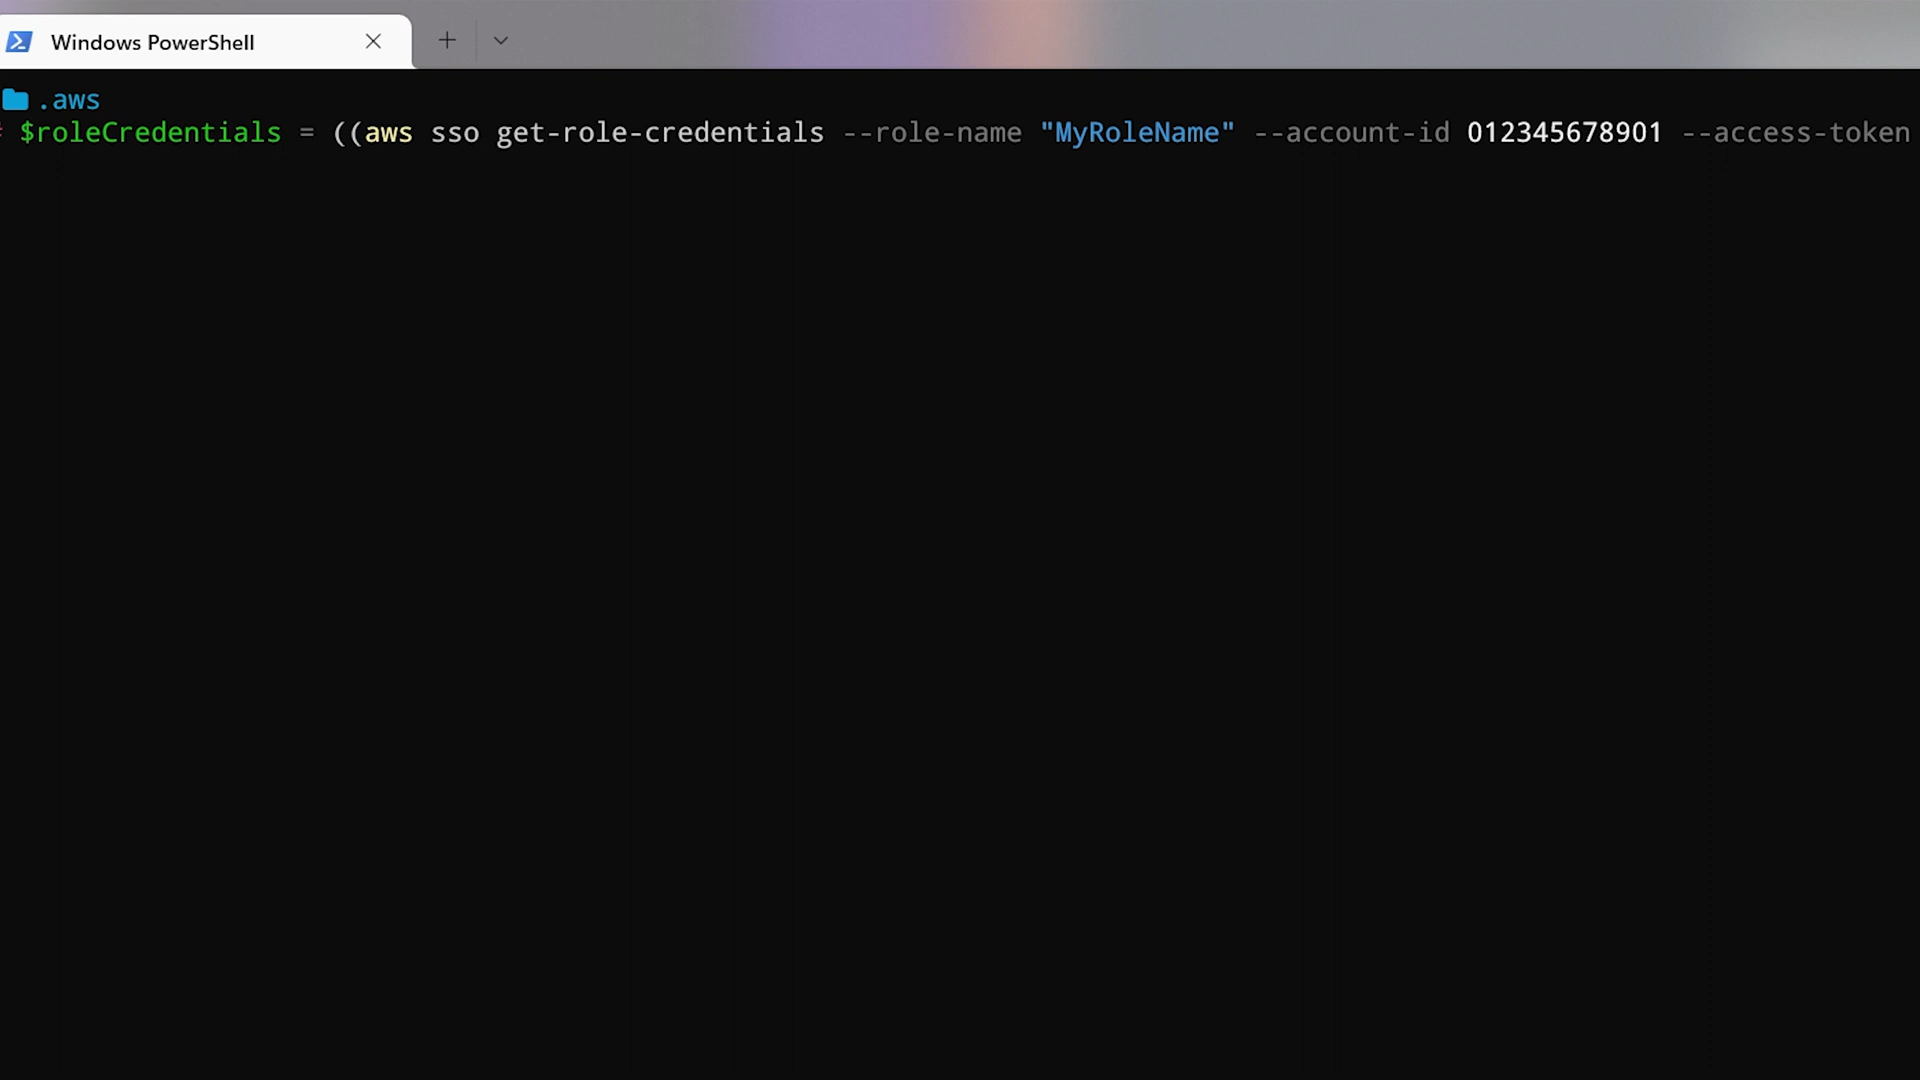 Windows PowerShell
.aws
$roleCredentials = ((aws sso get-role-credentials --role-name "MyRoleName" --account-id 012345678901 --access-token